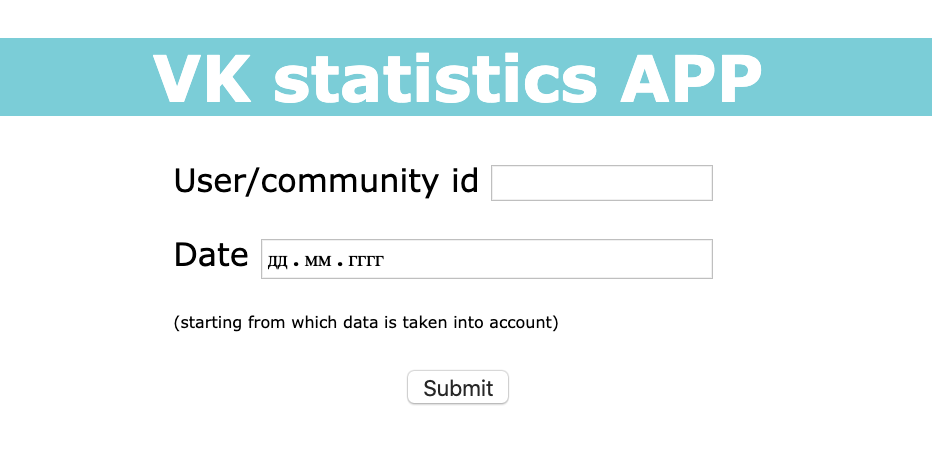 VK statistics APP
User/community id
Date дд.мм.гггг
(starting from which data is taken into account)
Submit